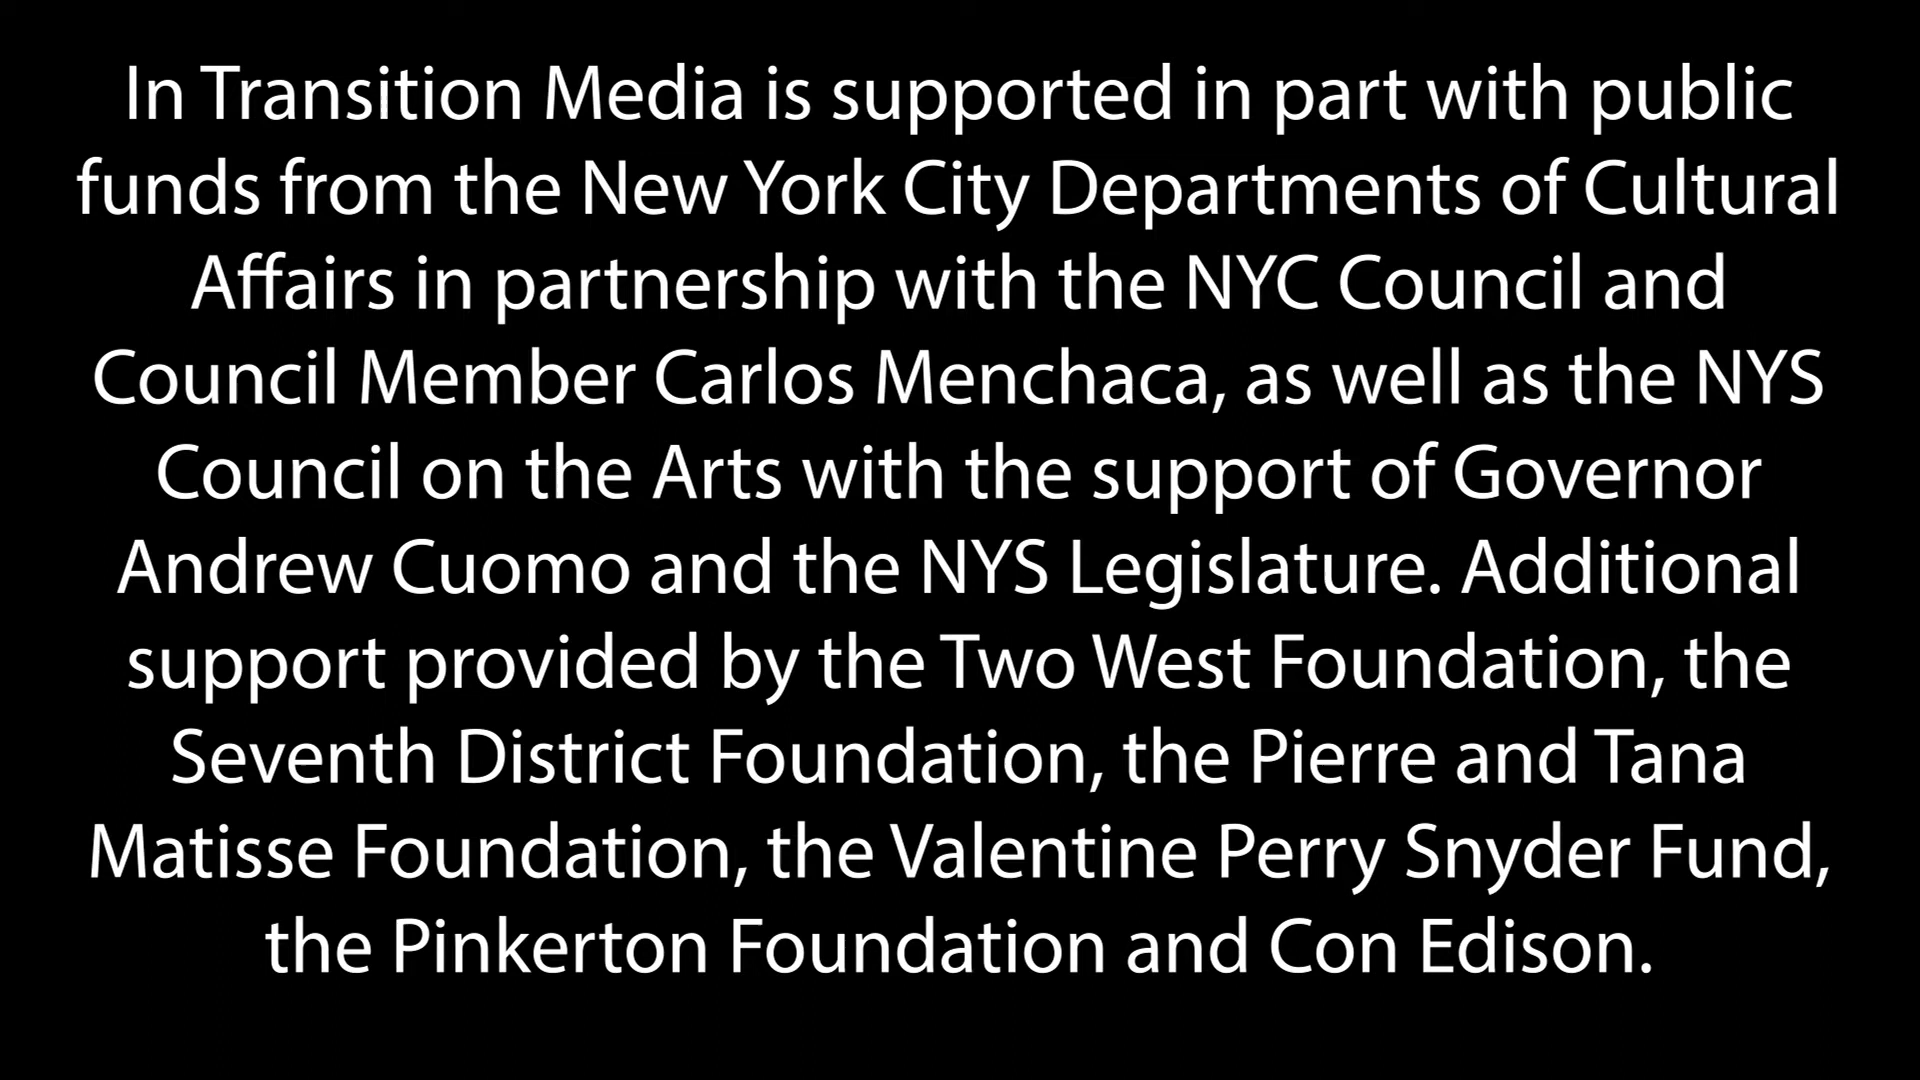 In Transition Media is supported in part with public
funds from the New York City Departments of Cultural
Affairs in partnership with the NYC Council and
Council Member Carlos Menchaca, as well as the NYS
Council on the Arts with the support of Governor
Andrew Cuomo and the NYS Legislature. Additional
support provided by the Two West Foundation, the
Seventh District Foundation, the Pierre and Tana
Matisse Foundation, the Valentine Perry Snyder Fund,
the Pinkerton Foundation and Con Edison.